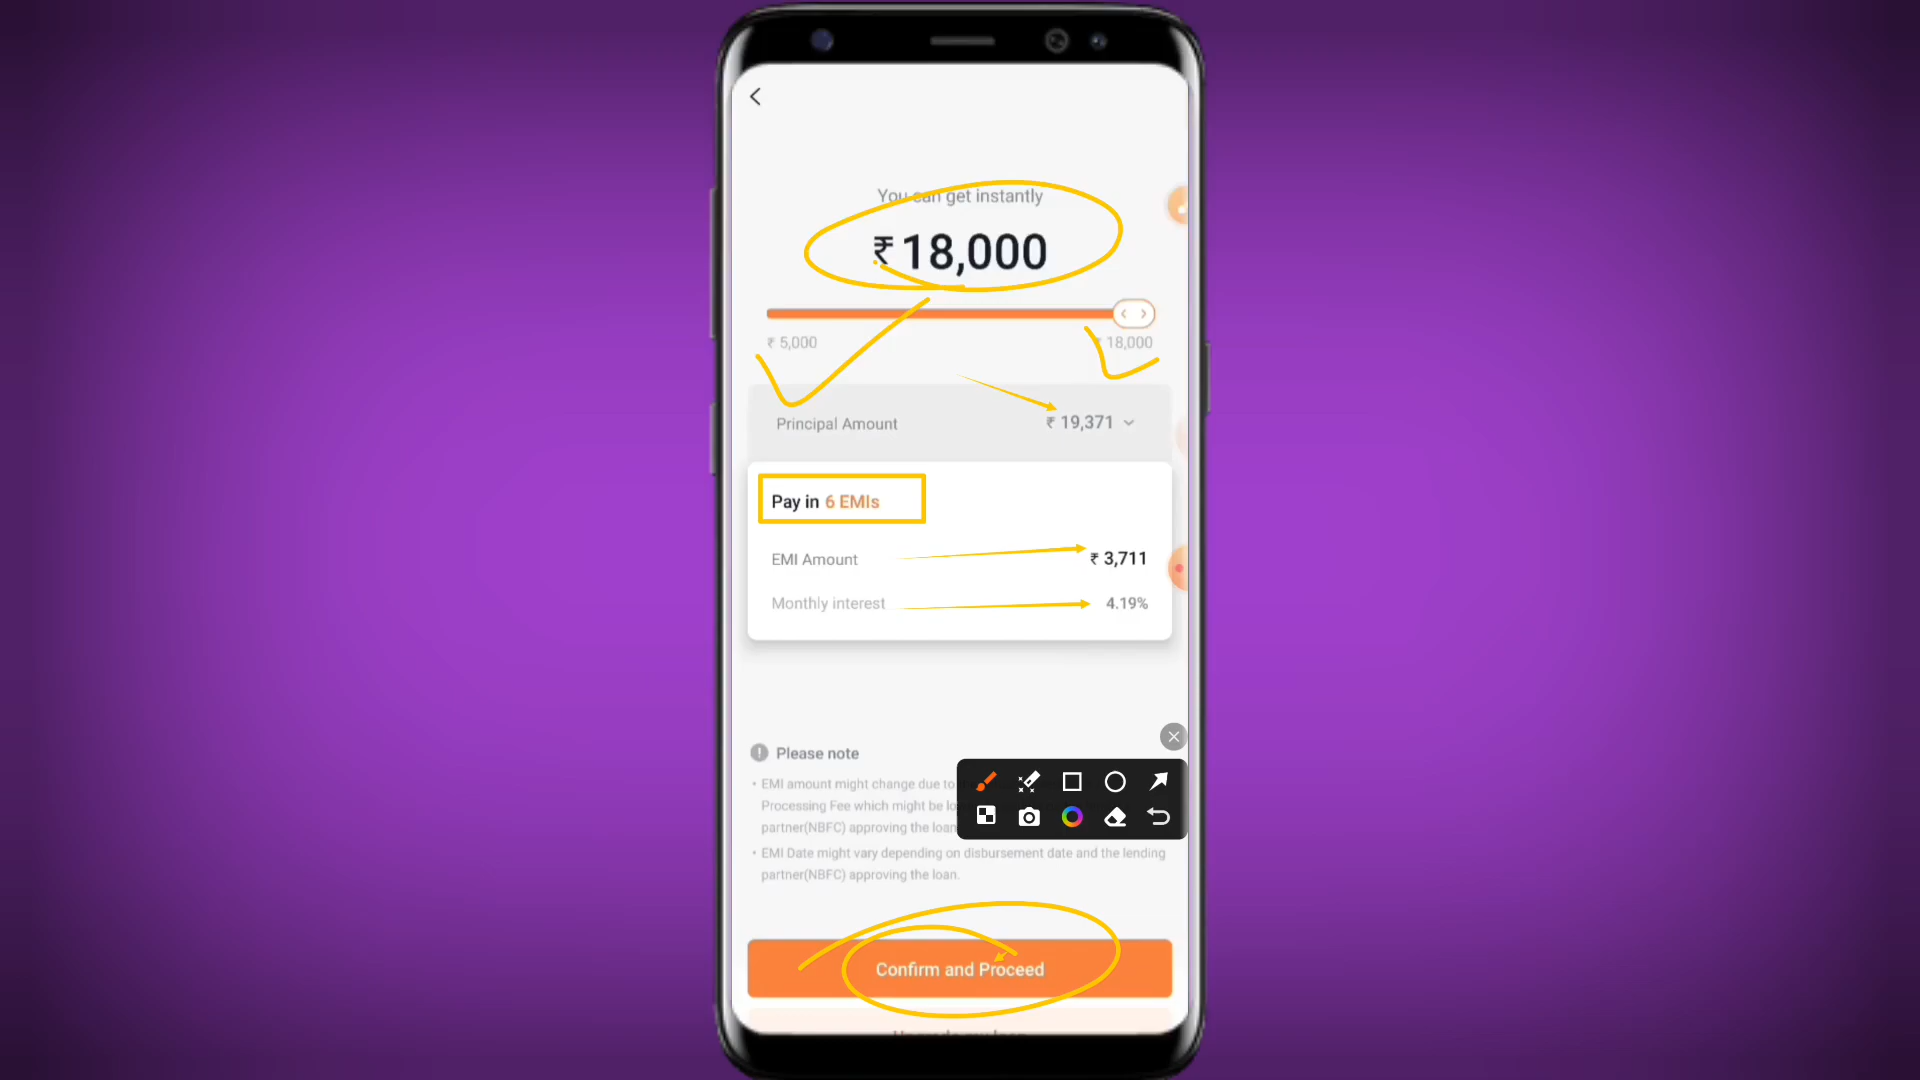 You can get instantly
₹ 18,000
₹ 5,000
18,000
Principal Amount
₹ 19,371
Pay in 6 EMIs
EMI Amount
₹ 3,711
Monthly interest
4.19%
Please note
• EMI amount might change due to
Processing Fee which might be
partner(NBFC) approving the loan
• EMI Date might vary depending on disbursement date and the lending
partner(NBFC) approving the loan.
Confirm and Proceed